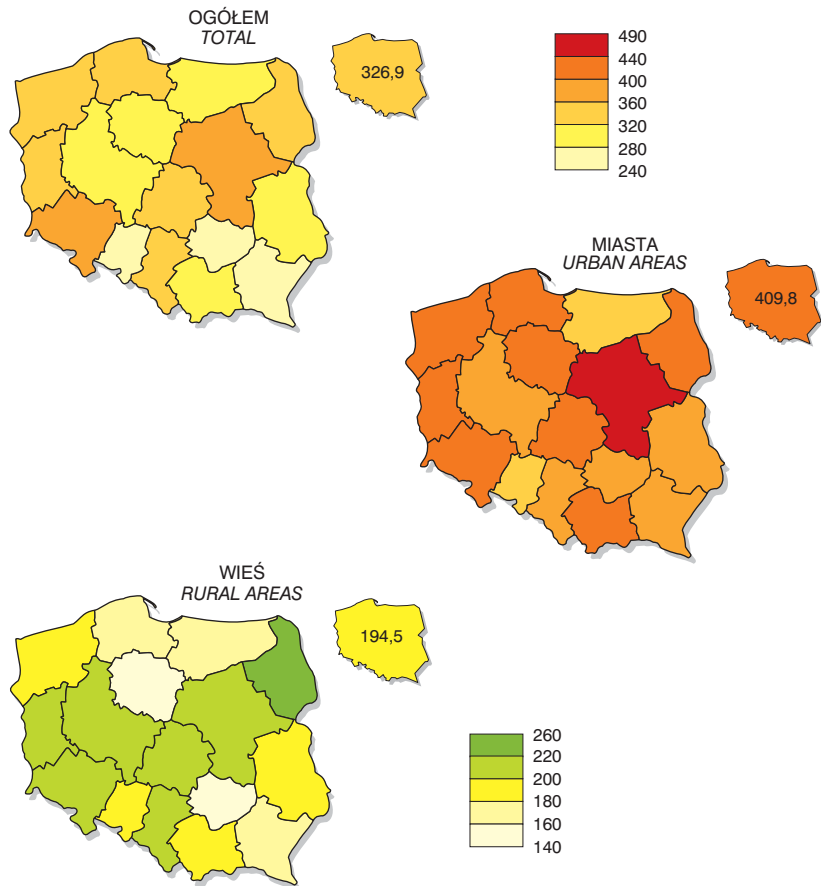 OGÓŁEM
TOTAL
326,9
490
440
400
360
320
280
240
MIASTA
URBAN AREAS
409,8
WIEŚ
RURAL AREAS
194,5
260
220
200
180
160
140